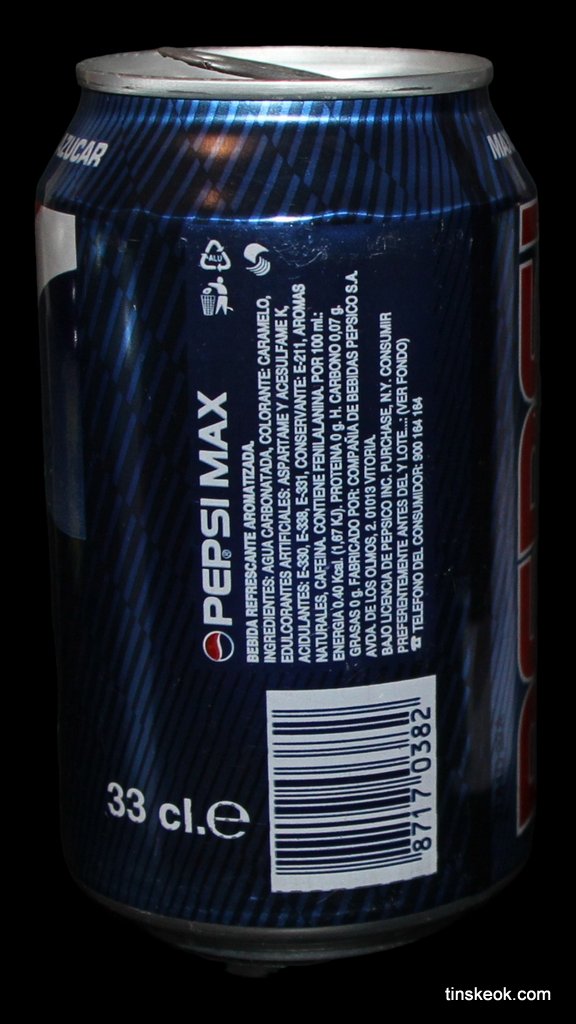 AZUCAR
MA
ALU
PEPSI MAX
BEBIDA REFRESCANTE AROMATIZADA.
INGREDIENTES: AGUA CARBONATADA, COLORANTE: CARAMELO,
EDULCORANTES ARTIFICIALES: ASPARTAME Y ACESULFAME K,
ACIDULANTES: E-330, E-338, E-331, CONSERVANTE: E-211, AROMAS
NATURALES, CAFEINA. CONTIENE FENILALANINA. POR 100 ml.:
ENERGIA 0.40 Kcal. (1,67 KJ). PROTEINA 0 g. H. CARBONO 0,07 g.
GRASAS 0 g. FABRICADO POR: COMPAÑIA DE BEBIDAS PEPSICO S.A.
AVDA. DE LOS OLMOS, 2. 01013 VITORIA.
BAJO LICENCIA DE PEPSICO INC. PURCHASE, N.Y. CONSUMIR
PREFERENTEMENTE ANTES DEL Y LOTE.... (VER FONDO)
☎ TELEFONO DEL CONSUMIDOR: 900 164 164
8717 0382
33 cl.e
PEPSI
tinskeok.com